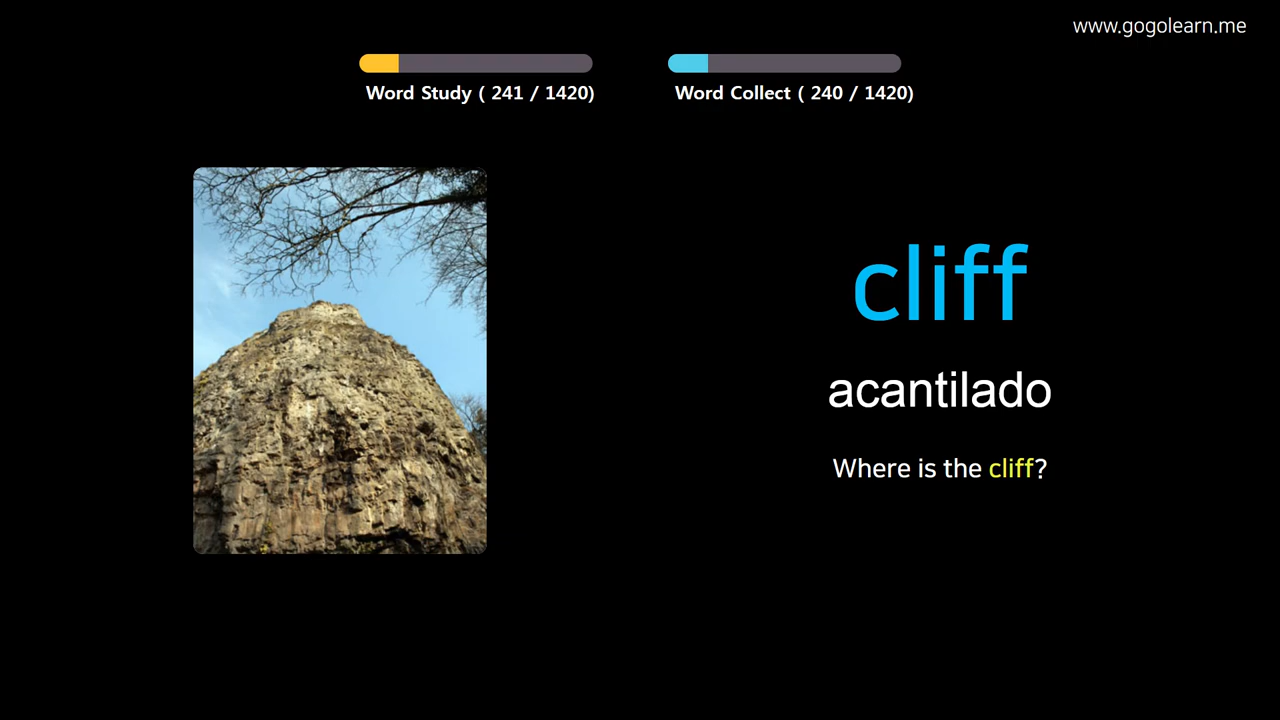 www.gogolearn.me
Word Study ( 241 / 1420)
Word Collect ( 240 / 1420)
cliff
acantilado
Where is the cliff?